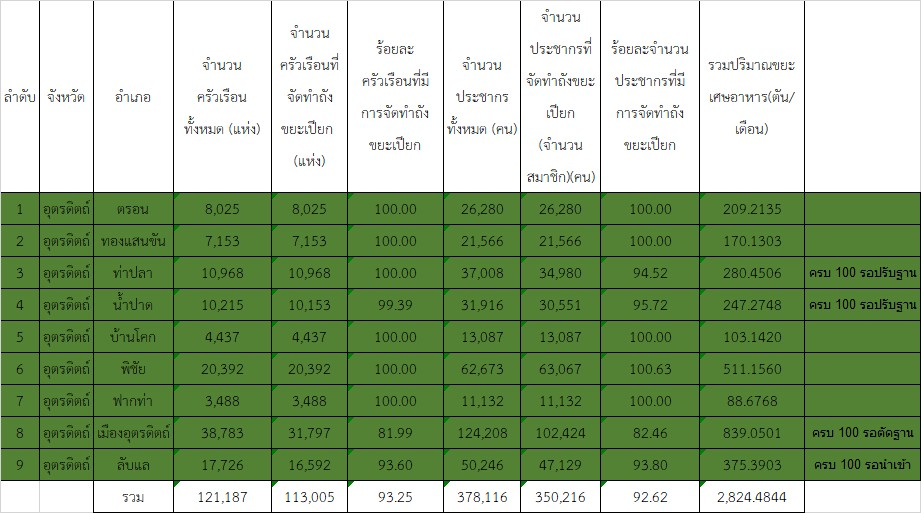 ลำดับ จังหวัด อำเภอ จำนวนครัวเรือนทั้งหมด (แห่ง) จำนวนครัวเรือนที่จัดทำถังขยะเปียก (แห่ง) ร้อยละครัวเรือนที่มีการจัดทำถังขยะเปียก จำนวนประชากรทั้งหมด (คน) จำนวนประชากรที่จัดทำถังขยะเปียก (จำนวนสมาชิก)(คน) ร้อยละจำนวนประชากรที่มีการจัดทำถังขยะเปียก รวมปริมาณขยะเศษอาหาร(ตัน/เดือน)
1 อุตรดิตถ์ ตรอน 8,025 8,025 100.00 26,280 26,280 100.00 209.2135
2 อุตรดิตถ์ ทองแสนขัน 7,153 7,153 100.00 21,566 21,566 100.00 170.1303
3 อุตรดิตถ์ ท่าปลา 10,968 10,968 100.00 37,008 34,980 94.52 280.4506 ครบ 100 รอปรับฐาน
4 อุตรดิตถ์ น้ำปาด 10,215 10,153 99.39 31,916 30,551 95.72 247.2748 ครบ 100 รอปรับฐาน
5 อุตรดิตถ์ บ้านโคก 4,437 4,437 100.00 13,087 13,087 100.00 103.1420
6 อุตรดิตถ์ พิชัย 20,392 20,392 100.00 62,673 63,067 100.63 511.1560
7 อุตรดิตถ์ ฟากท่า 3,488 3,488 100.00 11,132 11,132 100.00 88.6768
8 อุตรดิตถ์ เมืองอุตรดิตถ์ 38,783 31,797 81.99 124,208 102,424 82.46 839.0501 ครบ 100 รอตัดฐาน
9 อุตรดิตถ์ ลับแล 17,726 16,592 93.60 50,246 47,129 93.80 375.3903 ครบ 100 รอนำเข้า
รวม 121,187 113,005 93.25 378,116 350,216 92.62 2,824.4844